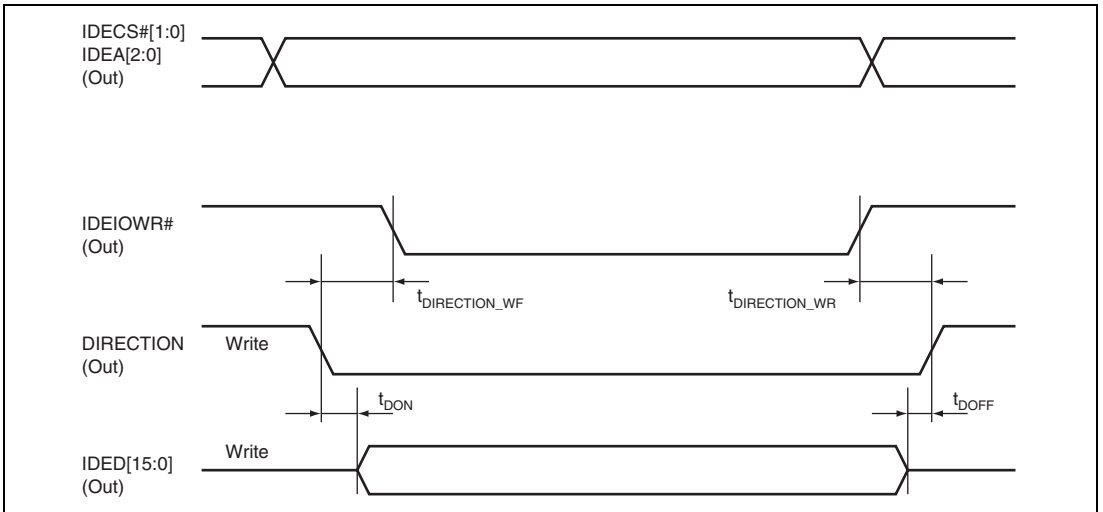 IDECS#[1:0]
IDEA[2:0]
(Out)
IDEIOWR#
(Out)
tDIRECTION_WF
tDIRECTION_WR
DIRECTION
(Out)
Write
tDON
tDOFF
IDED[15:0]
(Out)
Write